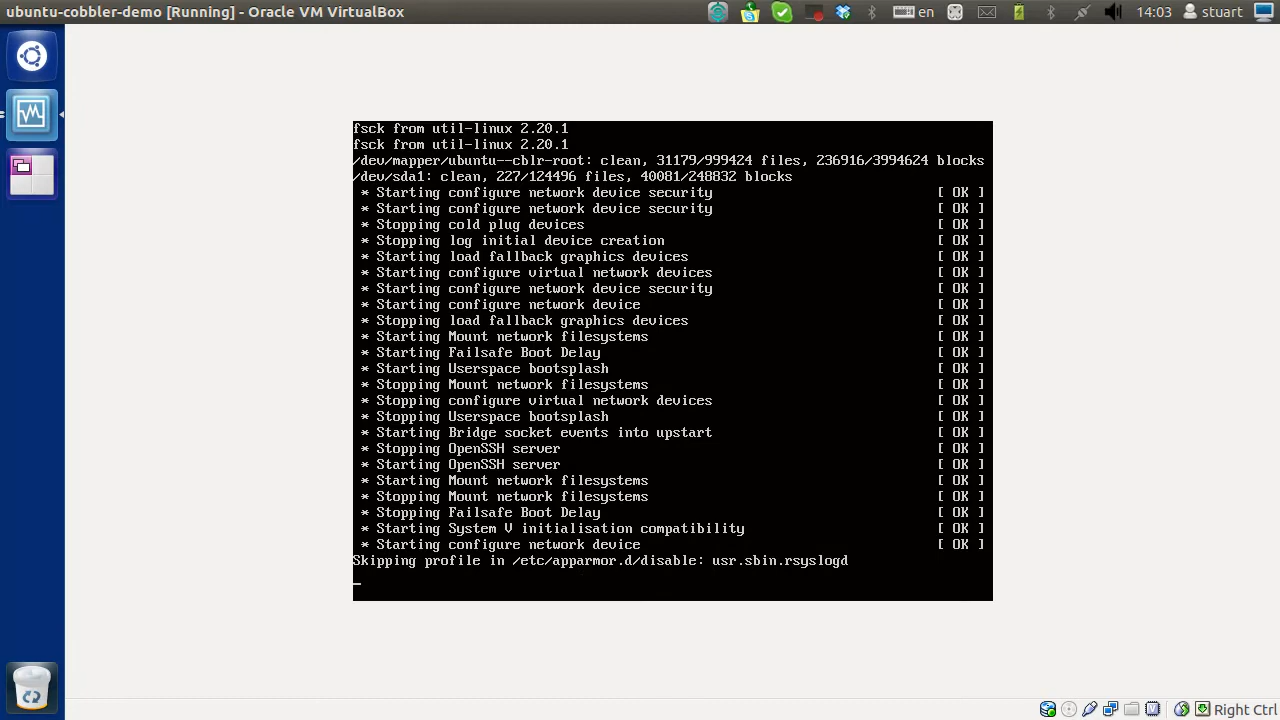 ubuntu-cobbler-demo [Running] - Oracle VM VirtualBox
en
14:03
stuart
fsck from util-linux 2.20.1
fsck from util-linux 2.20.1
/dev/mapper/ubuntu--cblr-root: clean, 31179/999424 files, 236916/3994624 blocks
/dev/sda1: clean, 227/124496 files, 40081/248832 blocks
* Starting configure network device security [ OK ]
* Starting configure network device security [ OK ]
* Stopping cold plug devices [ OK ]
* Stopping log initial device creation [ OK ]
* Starting load fallback graphics devices [ OK ]
* Starting configure virtual network devices [ OK ]
* Starting configure network device security [ OK ]
* Starting configure network device [ OK ]
* Stopping load fallback graphics devices [ OK ]
* Starting Mount network filesystems [ OK ]
* Starting Failsafe Boot Delay [ OK ]
* Starting Userspace bootsplash [ OK ]
* Stopping Mount network filesystems [ OK ]
* Stopping configure virtual network devices [ OK ]
* Stopping Userspace bootsplash [ OK ]
* Starting Bridge socket events into upstart [ OK ]
* Stopping OpenSSH server [ OK ]
* Starting OpenSSH server [ OK ]
* Starting Mount network filesystems [ OK ]
* Stopping Mount network filesystems [ OK ]
* Stopping Failsafe Boot Delay [ OK ]
* Starting System V initialisation compatibility [ OK ]
* Starting configure network device [ OK ]
Skipping profile in /etc/apparmor.d/disable: usr.sbin.rsyslogd
_
Right Ctrl